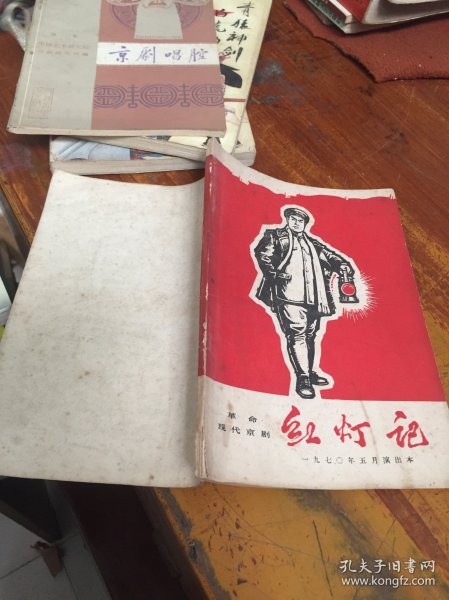 京剧唱腔
革命
现代京剧
红灯记
一九七〇年五月演出本
孔夫子旧书网
www.kongfz.com